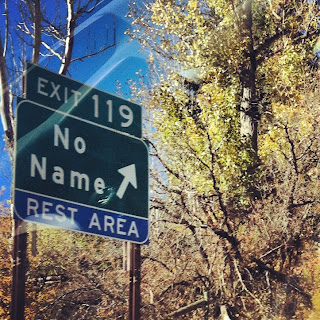 EXIT 119
No
Name
REST AREA